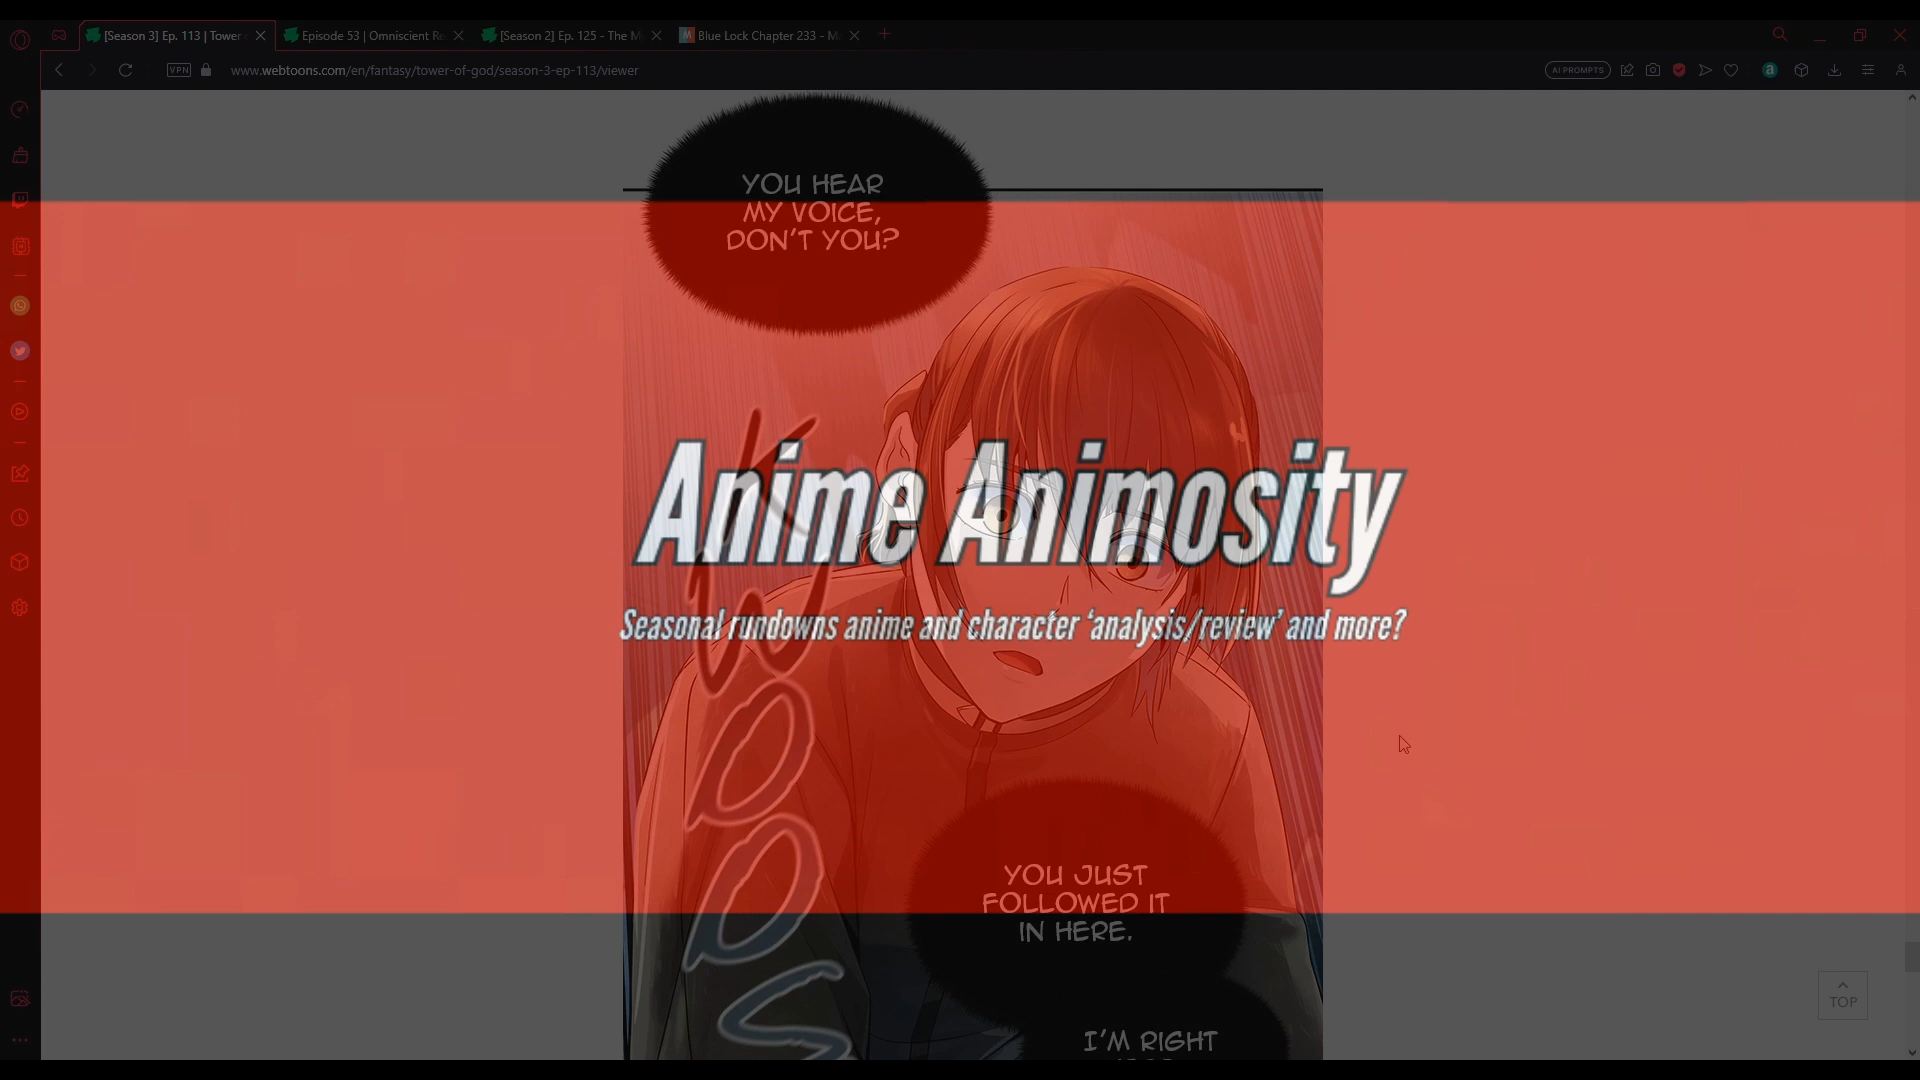 [Season 3] Ep. 113 | Tower
Episode 53 | Omniscient Re
[Season 2] Ep. 125 - The M
Blue Lock Chapter 233 - M
VPN
www.webtoons.com/en/fantasy/tower-of-god/season-3-ep-113/viewer
AI PROMPTS
YOU HEAR
MY VOICE,
DON'T YOU?
Anime Animosity
Seasonal rundowns anime and character 'analysis/review' and more?
YOU JUST
FOLLOWED IT
IN HERE.
TOP
I'M RIGHT